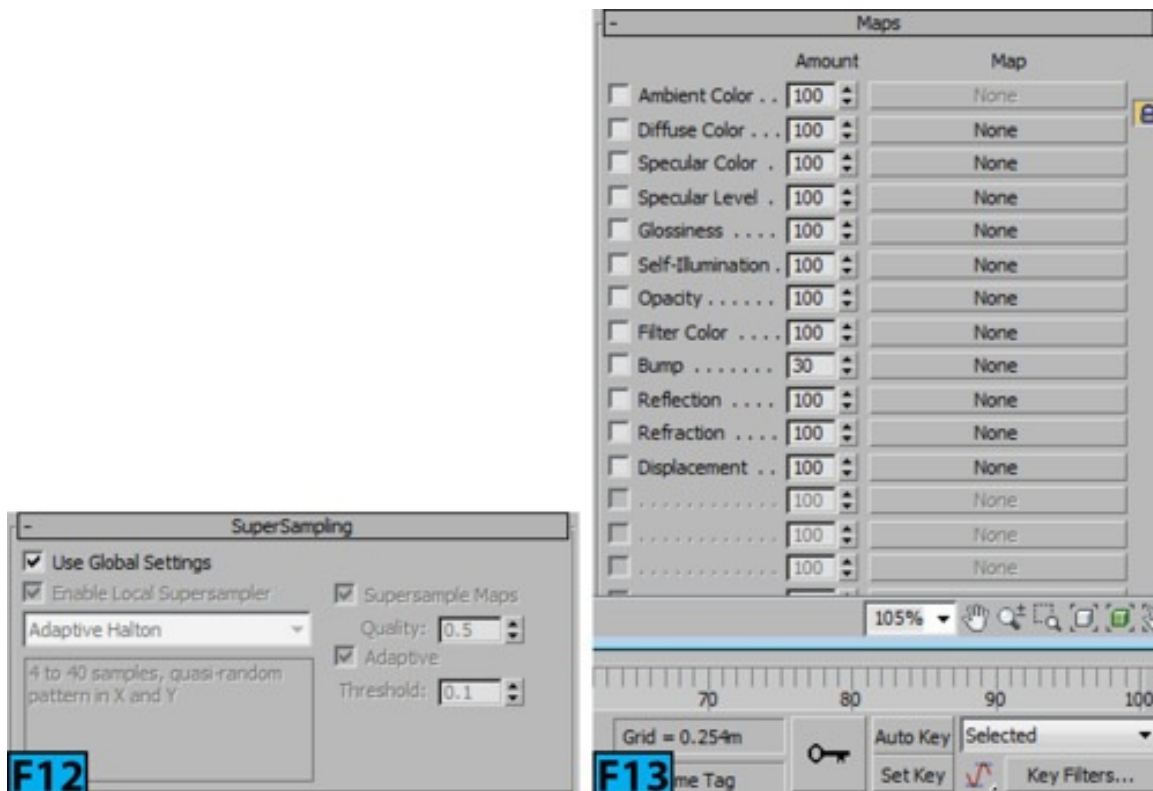 SuperSampling
Use Global Settings
Enable Local Supersampler
Adaptive Halton
4 to 40 samples, quasi-random
pattern in X and Y
Supersample Maps
Quality: 0.5
Adaptive
Threshold: 0.1
F12
Maps
Amount Map
Ambient Color . . 100 None
Diffuse Color . . . 100 None
Specular Color . 100 None
Specular Level . 100 None
Glossiness . . . . 100 None
Self-Illumination . 100 None
Opacity . . . . . . 100 None
Filter Color . . . . 100 None
Bump . . . . . . . 30 None
Reflection . . . . 100 None
Refraction . . . . 100 None
Displacement . . 100 None
. . . . . . . . . . . . 100 None
. . . . . . . . . . . . 100 None
. . . . . . . . . . . . 100 None
105%
70 80 90 100
Grid = 0.254m Auto Key Selected
me Tag Set Key Key Filters...
F13